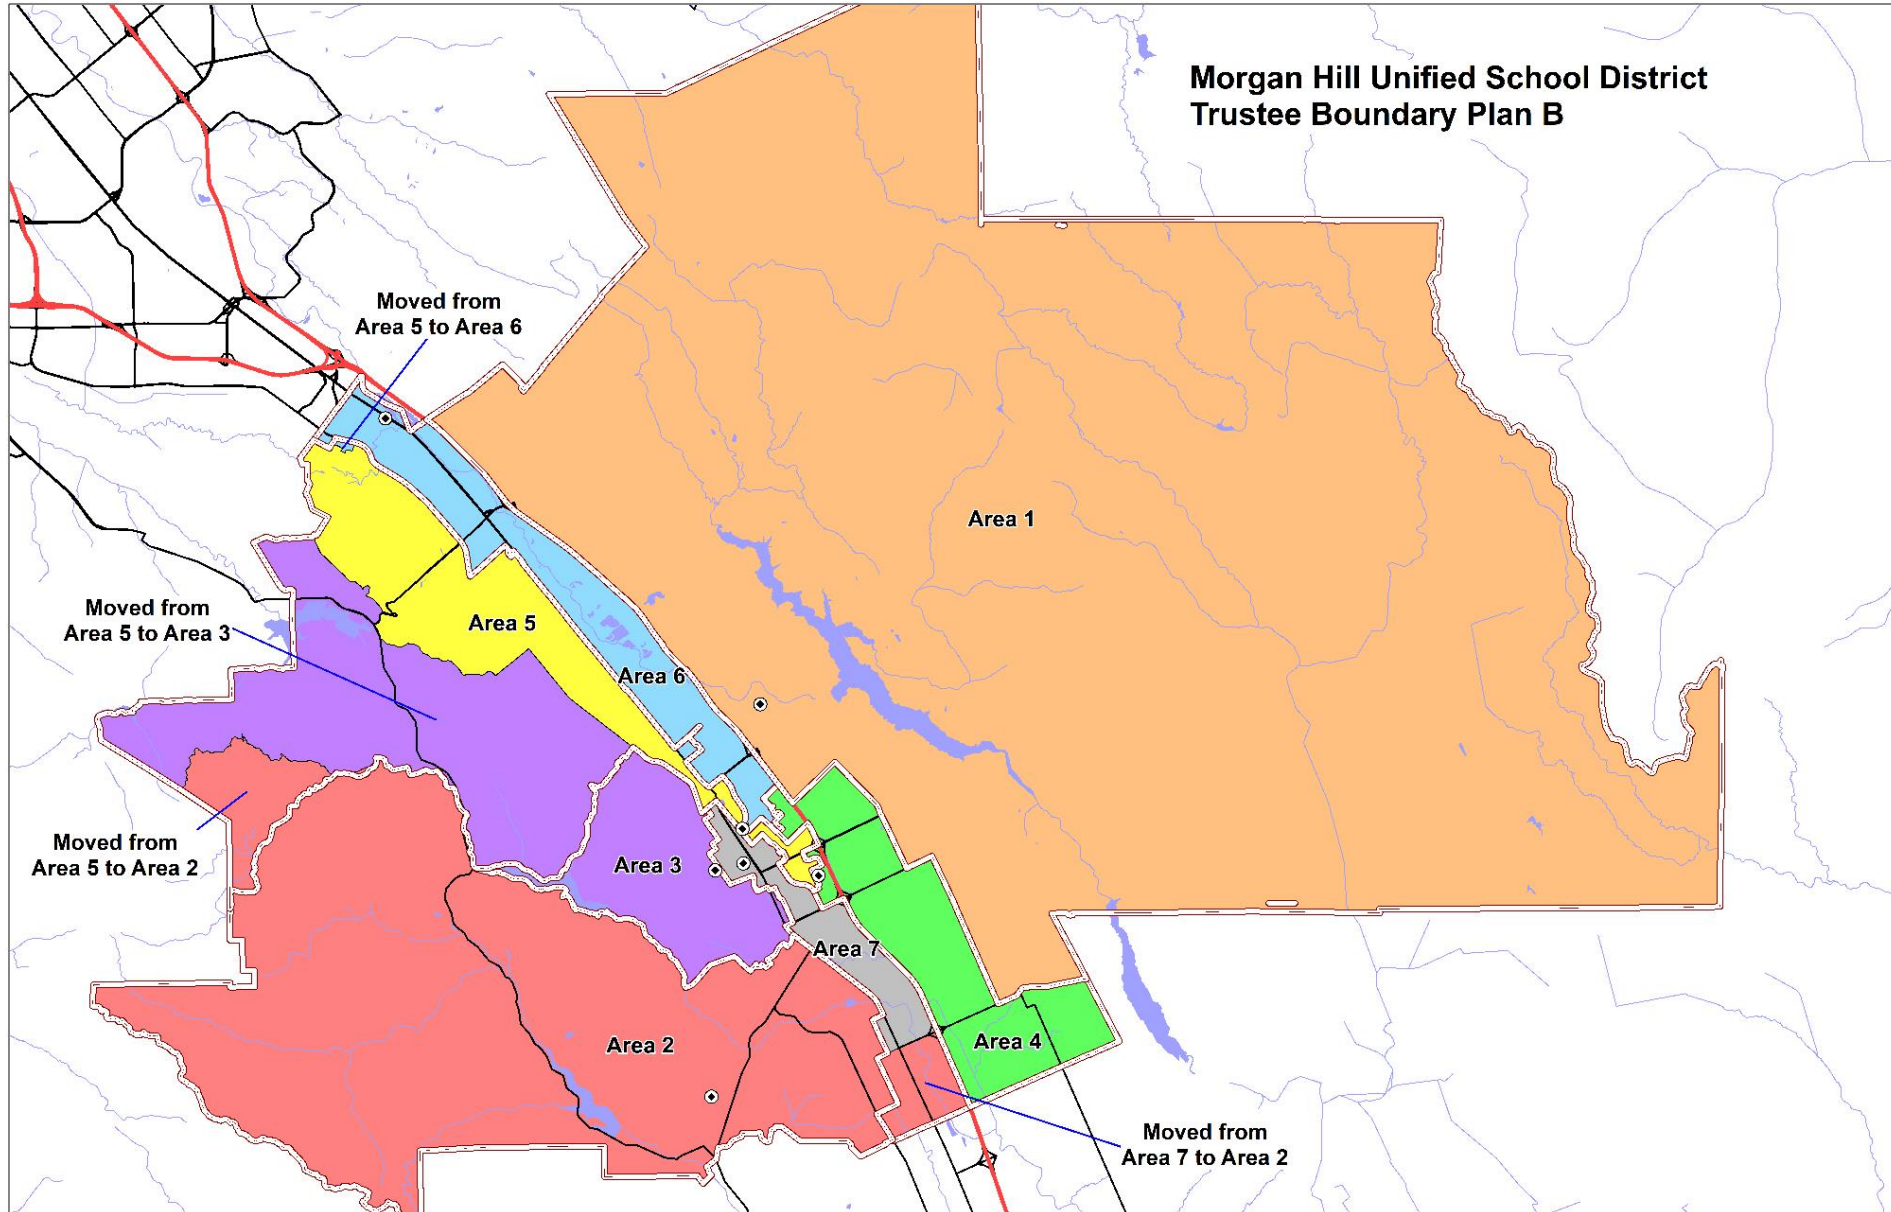 Morgan Hill Unified School District
Trustee Boundary Plan B
Moved from
Area 5 to Area 6
Area 1
Moved from
Area 5 to Area 3
Area 5
Area 6
Moved from
Area 5 to Area 2
Area 3
Area 7
Area 2
Area 4
Moved from
Area 7 to Area 2